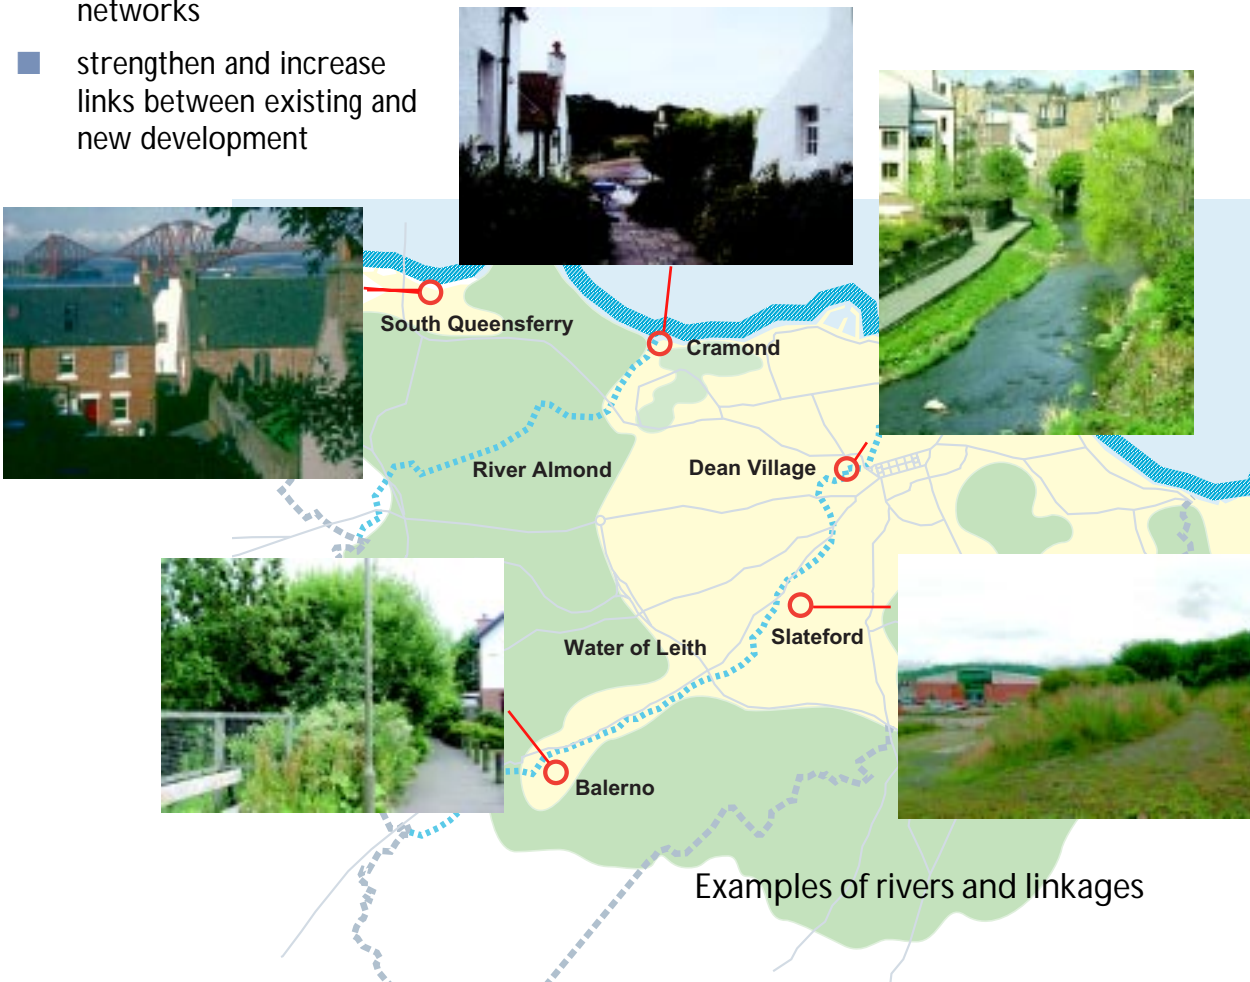 networks
strengthen and increase
links between existing and
new development
South Queensferry
Cramond
River Almond
Dean Village
Water of Leith
Slateford
Balerno
Examples of rivers and linkages